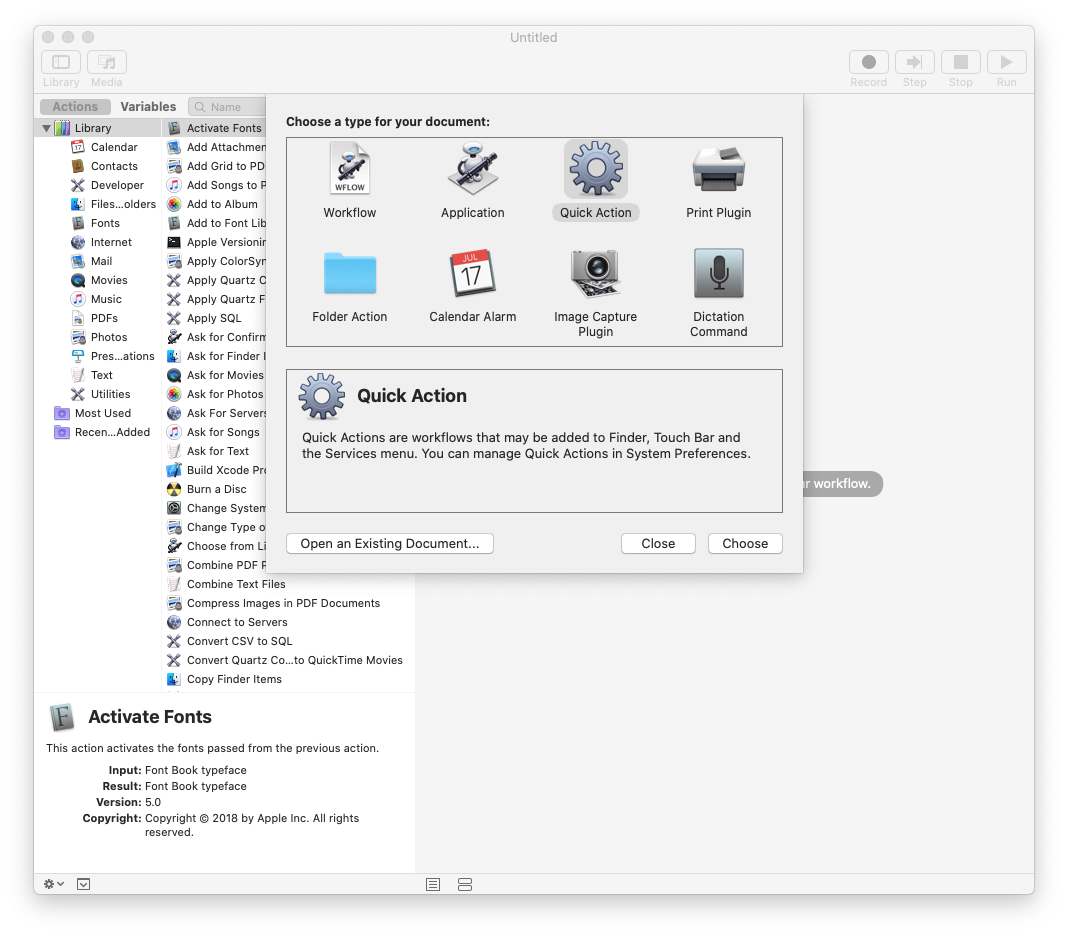 Untitled
Library Media Record Step Stop Run
Actions Variables Name
Choose a type for your document:
WFLOW
Workflow
Application
Quick Action
Print Plugin
Folder Action
JUL
17
Calendar Alarm
Image Capture
Plugin
Dictation
Command
Quick Action
Quick Actions are workflows that may be added to Finder, Touch Bar and
the Services menu. You can manage Quick Actions in System Preferences.
Open an Existing Document...
Close
Choose
workflow.
Library
Calendar
Contacts
Developer
Files...olders
Fonts
Internet
Mail
Movies
Music
PDFs
Photos
Pres...ations
Text
Utilities
Most Used
Recen...Added
Activate Fonts
Add Attachmen
Add Grid to PD
Add Songs to P
Add to Album
Add to Font Lib
Apple Versionin
Apply ColorSyn
Apply Quartz C
Apply Quartz F
Apply SQL
Ask for Confirm
Ask for Finder I
Ask for Movies
Ask for Photos
Ask For Servers
Ask for Songs
Ask for Text
Build Xcode Pro
Burn a Disc
Change System
Change Type o
Choose from Li
Combine PDF P
Combine Text Files
Compress Images in PDF Documents
Connect to Servers
Convert CSV to SQL
Convert Quartz Co...to QuickTime Movies
Copy Finder Items
Activate Fonts
This action activates the fonts passed from the previous action.
Input: Font Book typeface
Result: Font Book typeface
Version: 5.0
Copyright: Copyright © 2018 by Apple Inc. All rights
reserved.